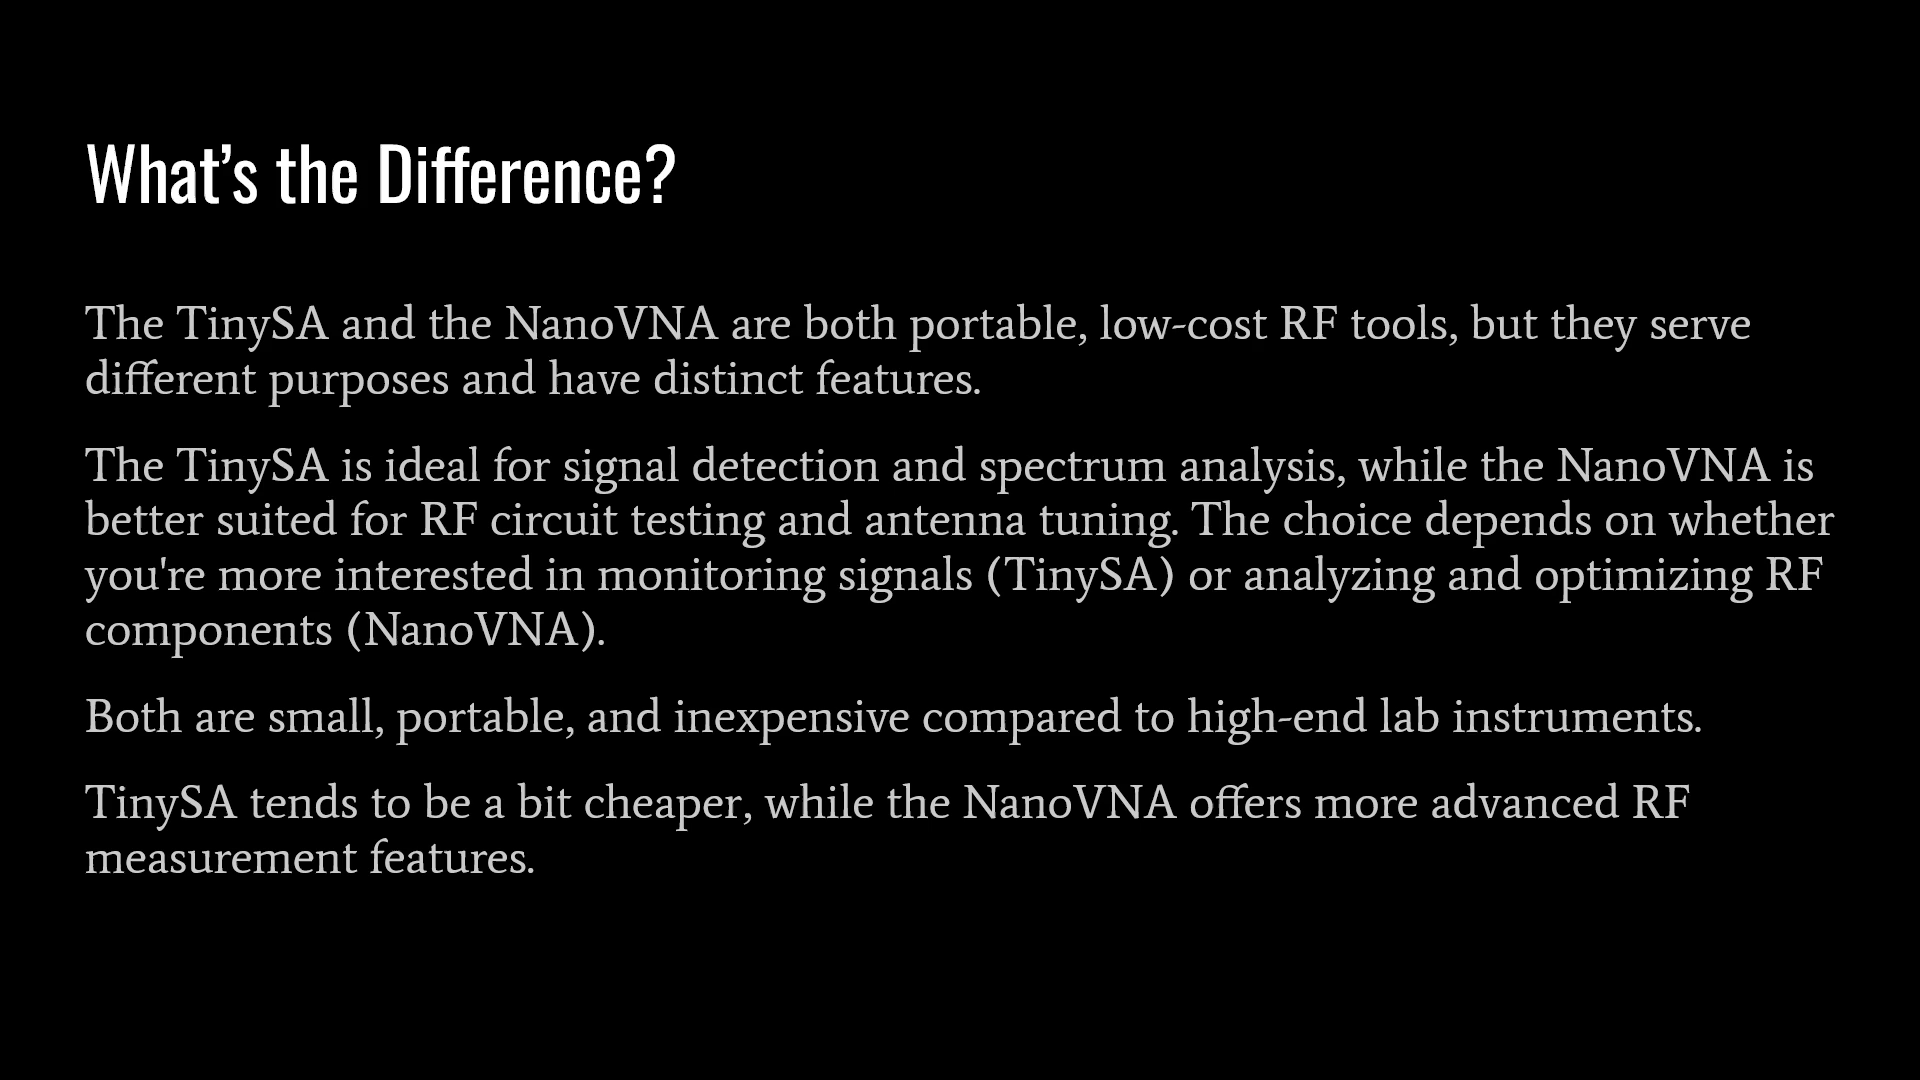 What’s the Difference?
The TinySA and the NanoVNA are both portable, low-cost RF tools, but they serve
different purposes and have distinct features.
The TinySA is ideal for signal detection and spectrum analysis, while the NanoVNA is
better suited for RF circuit testing and antenna tuning. The choice depends on whether
you're more interested in monitoring signals (TinySA) or analyzing and optimizing RF
components (NanoVNA).
Both are small, portable, and inexpensive compared to high-end lab instruments.
TinySA tends to be a bit cheaper, while the NanoVNA offers more advanced RF
measurement features.